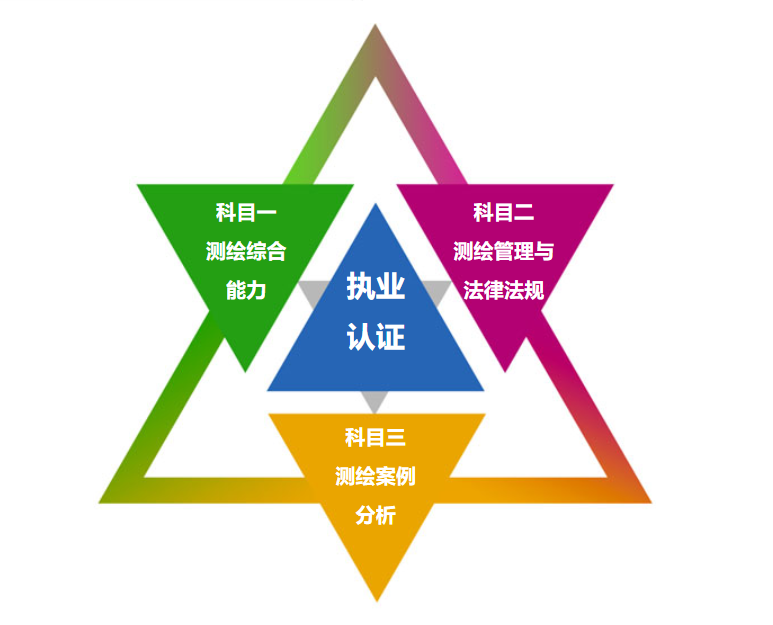 科目一
测绘综合
能力
科目二
测绘管理与
法律法规
执业
认证
科目三
测绘案例
分析